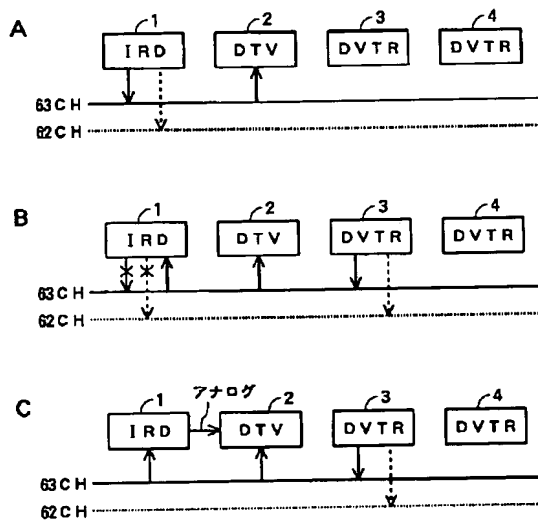 A
1 2 3 4
IRD DTV DVTR DVTR
63CH
62CH
B
1 2 3 4
IRD DTV DVTR DVTR
63CH
62CH
C
1 アナログ 2 3 4
IRD DTV DVTR DVTR
63CH
62CH